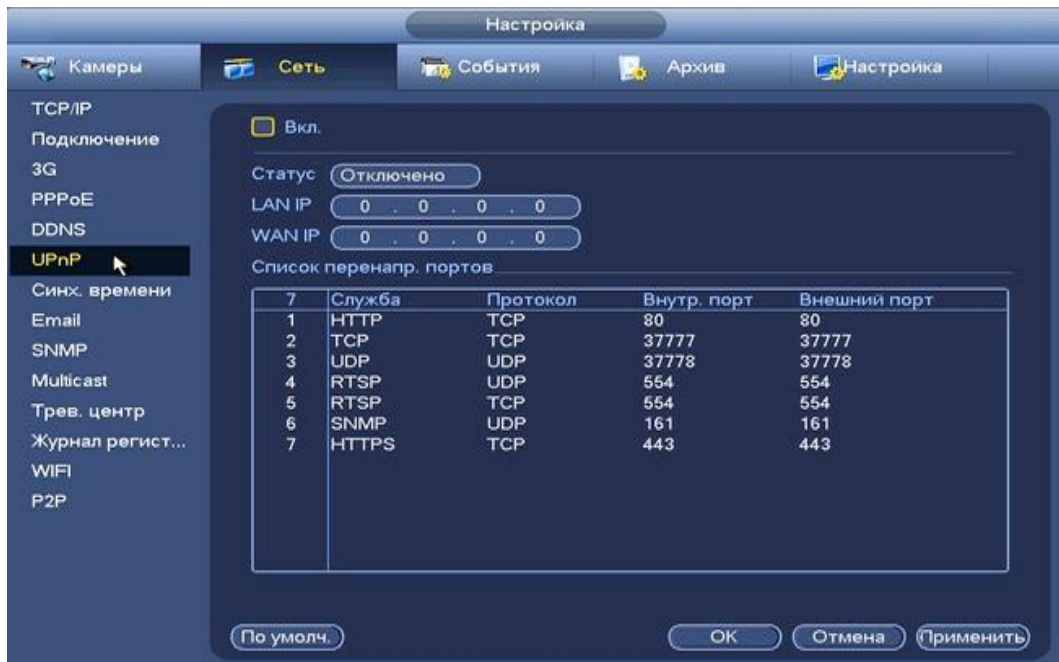 Настройка
Камеры Сеть События Архив Настройка
TCP/IP
Подключение
3G
PPPoE
DDNS
UPnP
Синх. времени
Email
SNMP
Multicast
Трев. центр
Журнал регист...
WIFI
P2P
Вкл.
Статус Отключено
LAN IP 0 . 0 . 0 . 0
WAN IP 0 . 0 . 0 . 0
Список перенапр. портов
7 Служба Протокол Внутр. порт Внешний порт
1 HTTP TCP 80 80
2 TCP TCP 37777 37777
3 UDP UDP 37778 37778
4 RTSP UDP 554 554
5 RTSP TCP 554 554
6 SNMP UDP 161 161
7 HTTPS TCP 443 443
По умолч. OK Отмена Применить